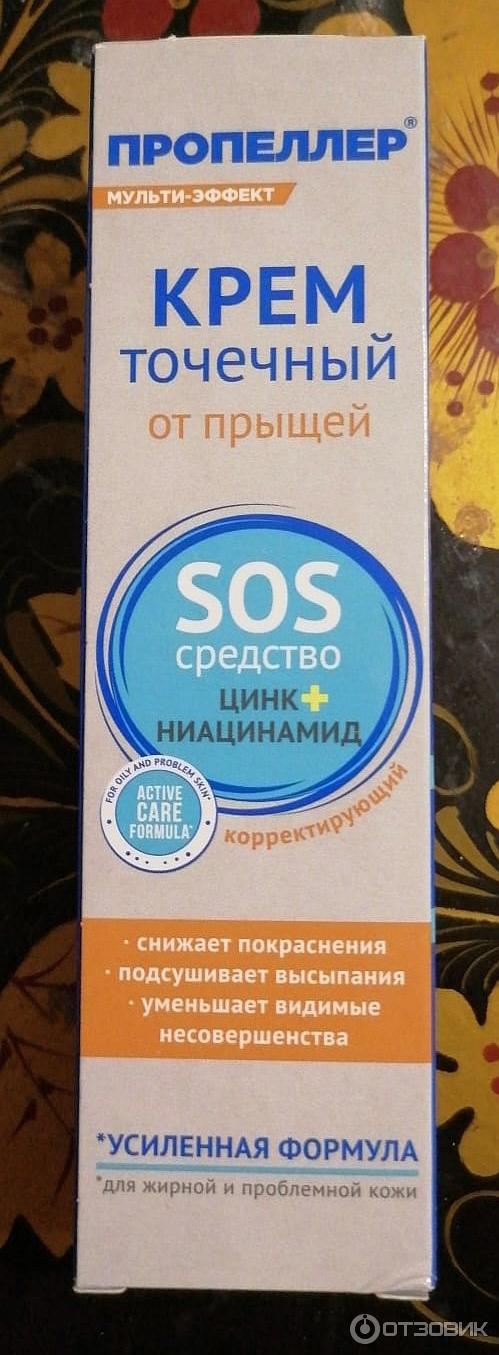 ПРОПЕЛЛЕР®
МУЛЬТИ-ЭФФЕКТ
КРЕМ
точечный
от прыщей
SOS
средство
ЦИНК+
НИАЦИНАМИД
корректирующий
FOR OILY AND PROBLEM SKIN*
ACTIVE
CARE
FORMULA*
· снижает покраснения
· подсушивает высыпания
· уменьшает видимые
несовершенства
*УСИЛЕННАЯ ФОРМУЛА
*для жирной и проблемной кожи
ОТЗОВИК